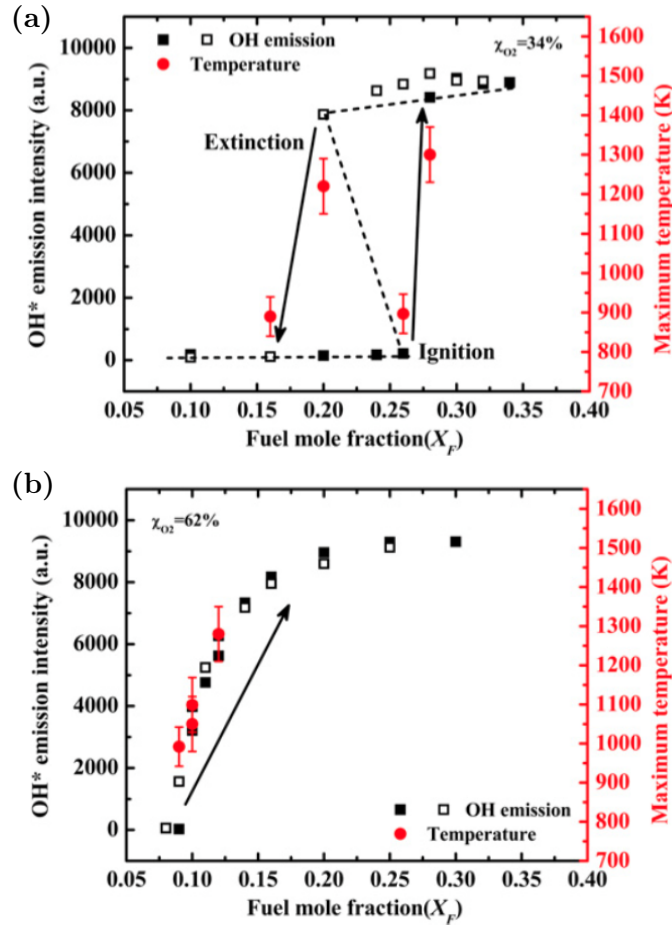 (a)
OH emission
Temperature
χO2=34%
Extinction
Ignition
10000
8000
6000
4000
2000
0
OH* emission intensity (a.u.)
1600
1500
1400
1300
1200
1100
1000
900
800
700
Maximum temperature (K)
0.05 0.10 0.15 0.20 0.25 0.30 0.35 0.40
Fuel mole fraction(XF)
(b)
χO2=62%
10000
8000
6000
4000
2000
0
OH* emission intensity (a.u.)
1600
1500
1400
1300
1200
1100
1000
900
800
700
Maximum temperature (K)
OH emission
Temperature
0.05 0.10 0.15 0.20 0.25 0.30 0.35 0.40
Fuel mole fraction(XF)